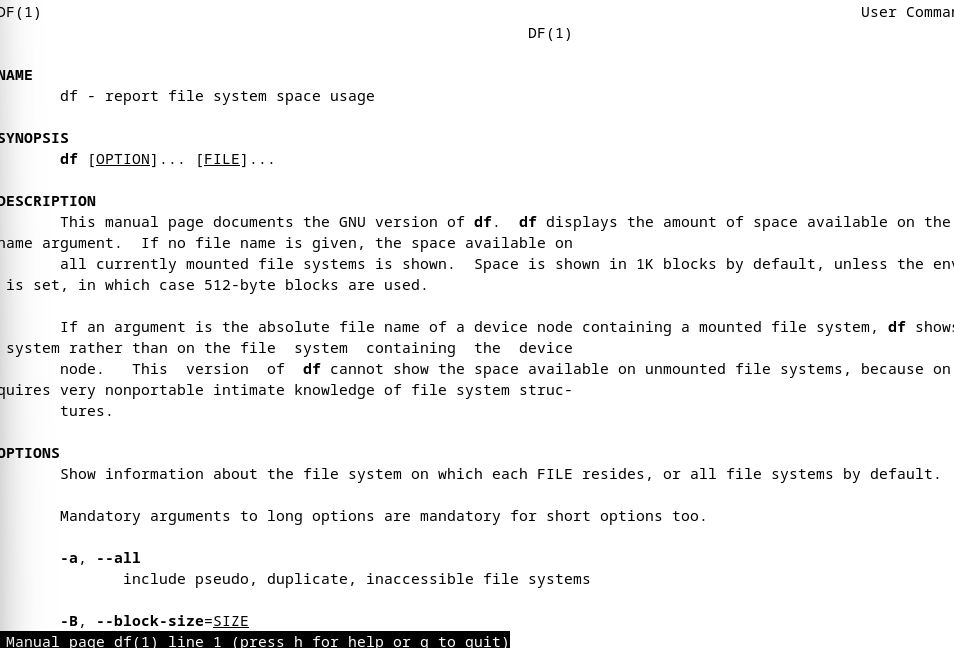 DF(1) User Comman
DF(1)
NAME
df - report file system space usage
SYNOPSIS
df [OPTION]... [FILE]...
DESCRIPTION
This manual page documents the GNU version of df.  df displays the amount of space available on the
name argument.  If no file name is given, the space available on
all currently mounted file systems is shown.  Space is shown in 1K blocks by default, unless the env
is set, in which case 512-byte blocks are used.
If an argument is the absolute file name of a device node containing a mounted file system, df shows
system rather than on the file  system  containing  the  device
node.   This  version  of  df cannot show the space available on unmounted file systems, because on
quires very nonportable intimate knowledge of file system struc-
tures.
OPTIONS
Show information about the file system on which each FILE resides, or all file systems by default.
Mandatory arguments to long options are mandatory for short options too.
-a, --all
include pseudo, duplicate, inaccessible file systems
-B, --block-size=SIZE
Manual page df(1) line 1 (press h for help or q to quit)